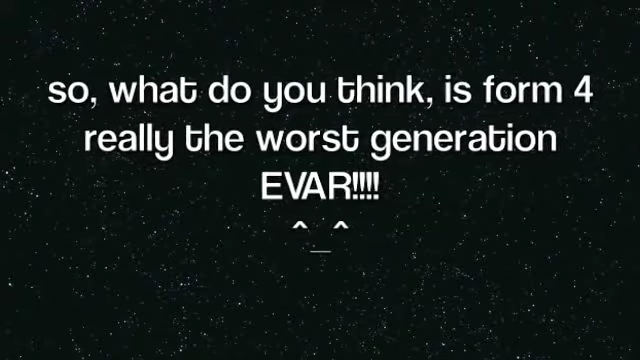 so, what do you think, is form 4
really the worst generation
EVAR!!!!
^_^